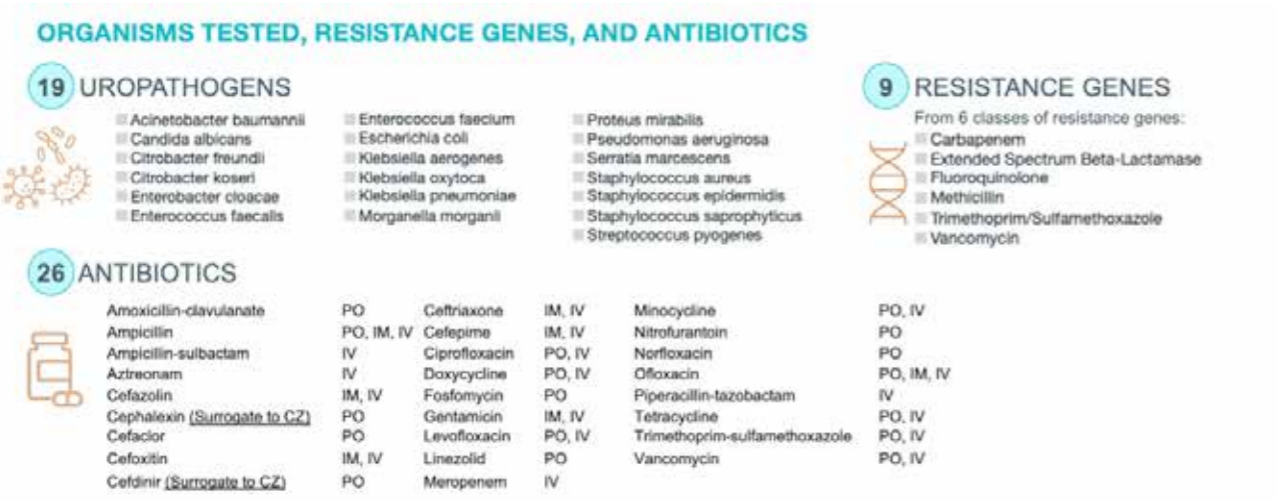 ORGANISMS TESTED, RESISTANCE GENES, AND ANTIBIOTICS
19 UROPATHOGENS
Acinetobacter baumannii
Candida albicans
Citrobacter freundii
Citrobacter koseri
Enterobacter cloacae
Enterococcus faecalis
Enterococcus faecium
Escherichia coli
Klebsiella aerogenes
Klebsiella oxytoca
Klebsiella pneumoniae
Morganella morganii
Proteus mirabilis
Pseudomonas aeruginosa
Serratia marcescens
Staphylococcus aureus
Staphylococcus epidermidis
Staphylococcus saprophyticus
Streptococcus pyogenes
9 RESISTANCE GENES
From 6 classes of resistance genes:
Carbapenem
Extended Spectrum Beta-Lactamase
Fluoroquinolone
Methicillin
Trimethoprim/Sulfamethoxazole
Vancomycin
26 ANTIBIOTICS
Amoxicillin-clavulanate PO Ceftriaxone IM, IV Minocycline PO, IV
Ampicillin PO, IM, IV Cefepime IM, IV Nitrofurantoin PO
Ampicillin-sulbactam IV Ciprofloxacin PO, IV Norfloxacin PO
Aztreonam IV Doxycycline PO, IV Ofloxacin PO, IM, IV
Cefazolin IM, IV Fosfomycin PO Piperacillin-tazobactam IV
Cephalexin (Surrogate to CZ) PO Gentamicin IM, IV Tetracycline PO, IV
Cefaclor PO Levofloxacin PO, IV Trimethoprim-sulfamethoxazole PO, IV
Cefoxitin IM, IV Linezolid PO Vancomycin PO, IV
Cefdinir (Surrogate to CZ) PO Meropenem IV